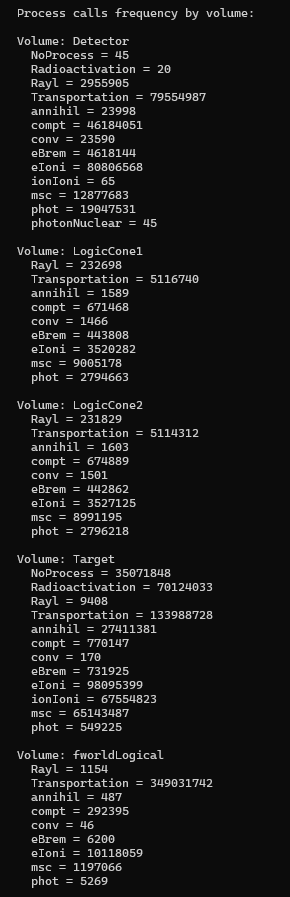 Process calls frequency by volume:
Volume: Detector
NoProcess = 45
Radioactivation = 20
Rayl = 2955905
Transportation = 79554987
annihil = 23998
compt = 46184051
conv = 23590
eBrem = 4618144
eIoni = 80806568
ionIoni = 65
msc = 12877683
phot = 19047531
photonNuclear = 45
Volume: LogicCone1
Rayl = 232698
Transportation = 5116740
annihil = 1589
compt = 671468
conv = 1466
eBrem = 443808
eIoni = 3520282
msc = 9005178
phot = 2794663
Volume: LogicCone2
Rayl = 231829
Transportation = 5114312
annihil = 1603
compt = 674889
conv = 1501
eBrem = 442862
eIoni = 3527125
msc = 8991195
phot = 2796218
Volume: Target
NoProcess = 35071848
Radioactivation = 70124033
Rayl = 9408
Transportation = 133988728
annihil = 27411381
compt = 770147
conv = 170
eBrem = 731925
eIoni = 98095399
ionIoni = 67554823
msc = 65143487
phot = 549225
Volume: fworldLogical
Rayl = 1154
Transportation = 349031742
annihil = 487
compt = 292395
conv = 46
eBrem = 6200
eIoni = 10118059
msc = 1197066
phot = 5269